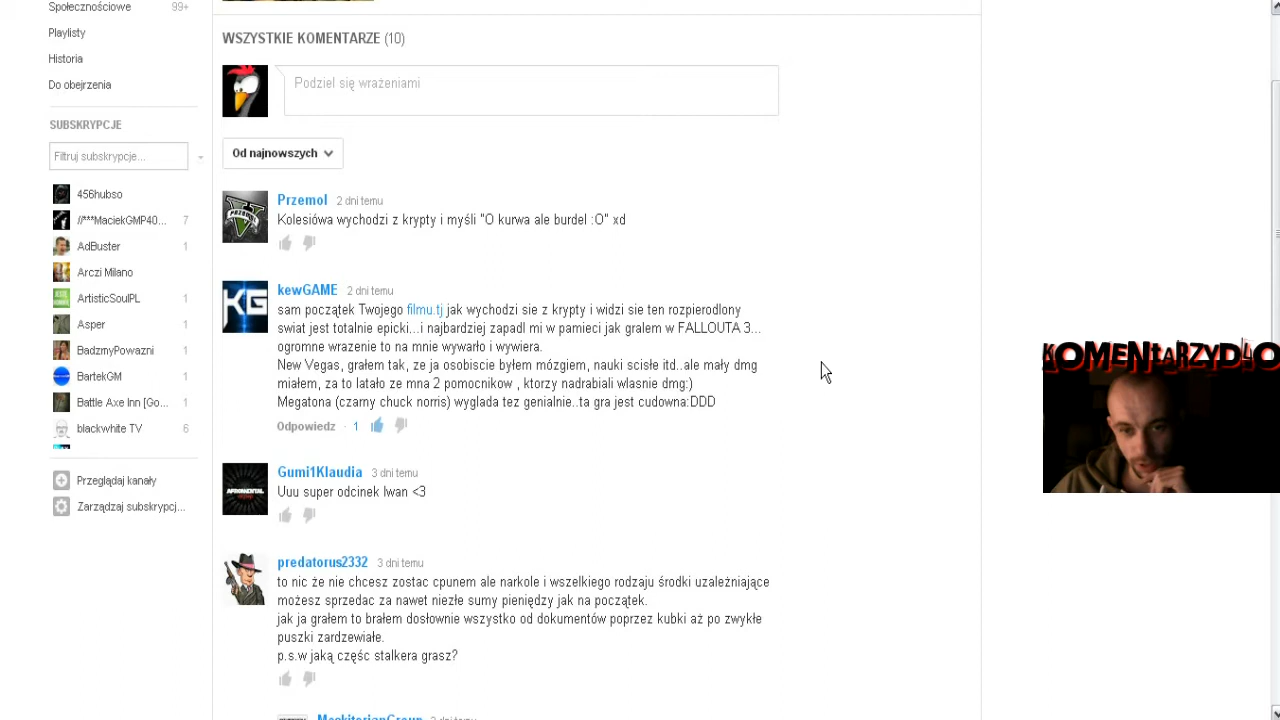 Społecznościowe 99+
Playlisty
Historia
Do obejrzenia
SUBSKRYPCJE
Filtruj subskrypcje...
456hubso
//***MaciekGMP40... 7
AdBuster 1
Arczi Milano
ArtisticSoulPL 1
Asper 1
BadzmyPowazni 1
BartekGM 1
Battle Axe Inn [Go... 1
blackwhite TV 6
Przeglądaj kanały
Zarządzaj subskrypcj...
WSZYSTKIE KOMENTARZE (10)
Podziel się wrażeniami
Od najnowszych
Przemol 2 dni temu
Kolesiówa wychodzi z krypty i myśli "O kurwa ale burdel :O" xd
kewGAME 2 dni temu
sam początek Twojego filmu.tj jak wychodzi sie z krypty i widzi sie ten rozpierodlony
swiat jest totalnie epicki...i najbardziej zapadl mi w pamieci jak gralem w FALLOUTA 3...
ogromne wrazenie to na mnie wywarło i wywiera.
New Vegas, grałem tak, ze ja osobiscie byłem mózgiem, nauki scisłe itd..ale mały dmg
miałem, za to latało ze mna 2 pomocnikow , ktorzy nadrabiali wlasnie dmg:)
Megatona (czarny chuck norris) wyglada tez genialnie..ta gra jest cudowna:DDD
Odpowiedz · 1
KG
Gumi1Klaudia 3 dni temu
Uuu super odcinek Iwan <3
predatorus2332 3 dni temu
to nic że nie chcesz zostac cpunem ale narkole i wszelkiego rodzaju środki uzależniające
możesz sprzedac za nawet niezłe sumy pieniędzy jak na początek.
jak ja grałem to brałem dosłownie wszystko od dokumentów poprzez kubki aż po zwykłe
puszki zardzewiałe.
p.s.w jaką częśc stalkera grasz?
KOMENTARZYDŁO